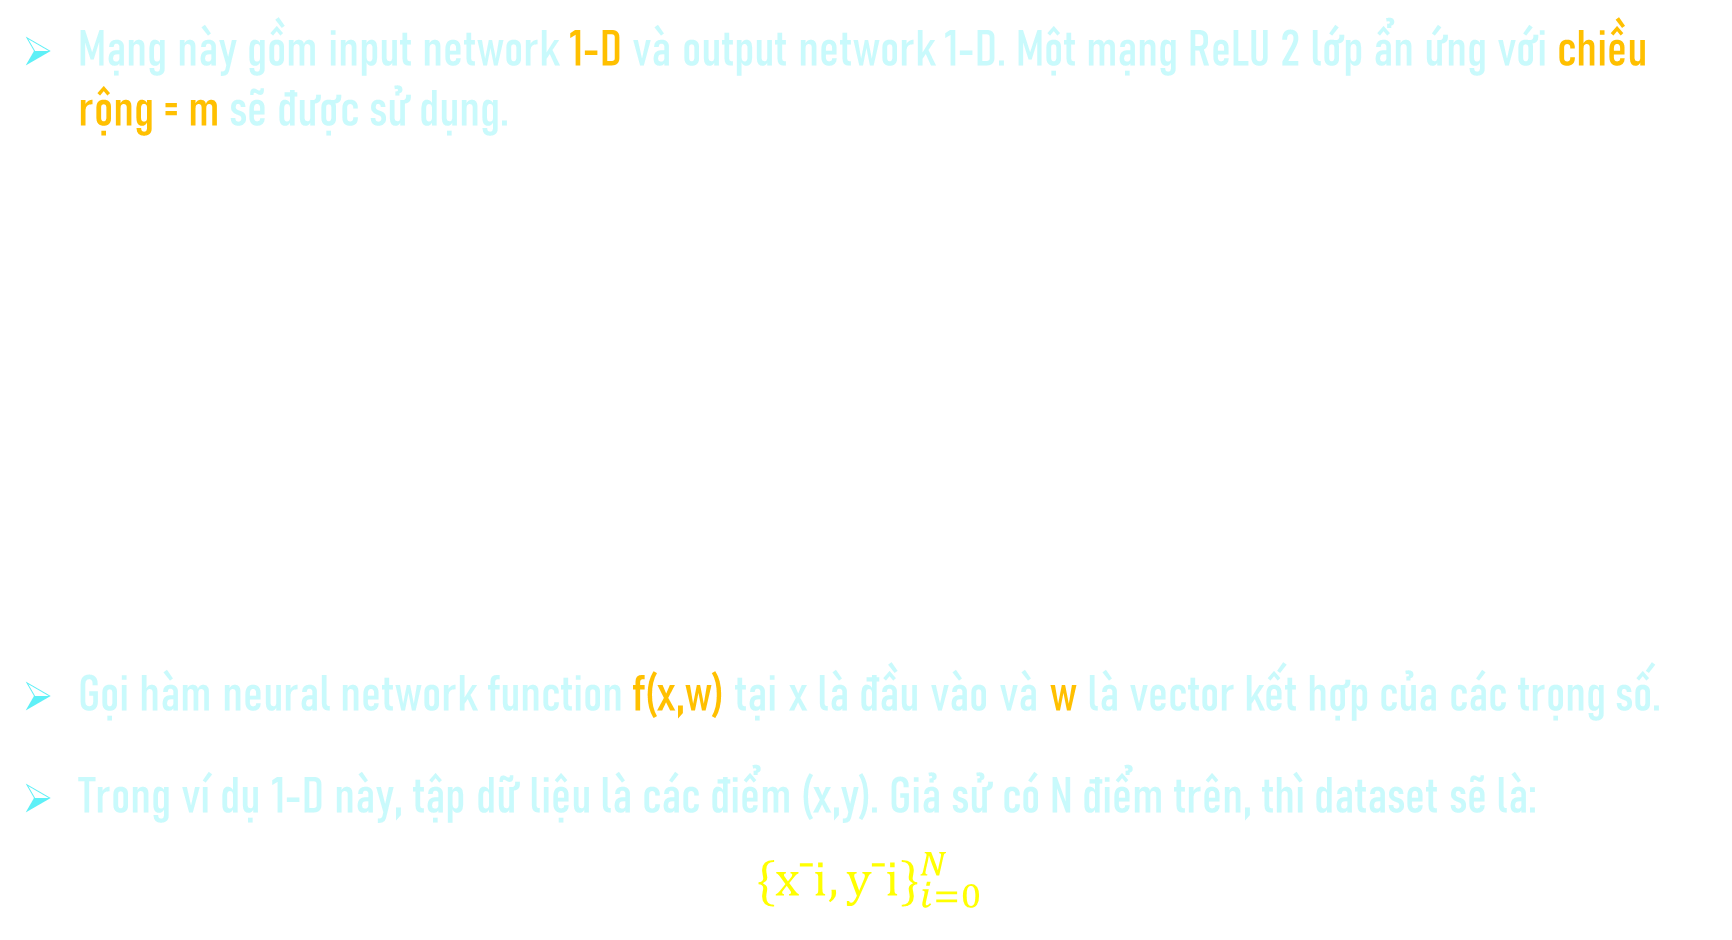 ➢ Mạng này gồm input network 1-D và output network 1-D. Một mạng ReLU 2 lớp ẩn ứng với chiều
rộng = m sẽ được sử dụng.
➢ Gọi hàm neural network function f(x,w) tại x là đầu vào và w là vector kết hợp của các trọng số.
➢ Trong ví dụ 1-D này, tập dữ liệu là các điểm (x,y). Giả sử có N điểm trên, thì dataset sẽ là:
{x¯i, y¯i}_{i=0}^{N}